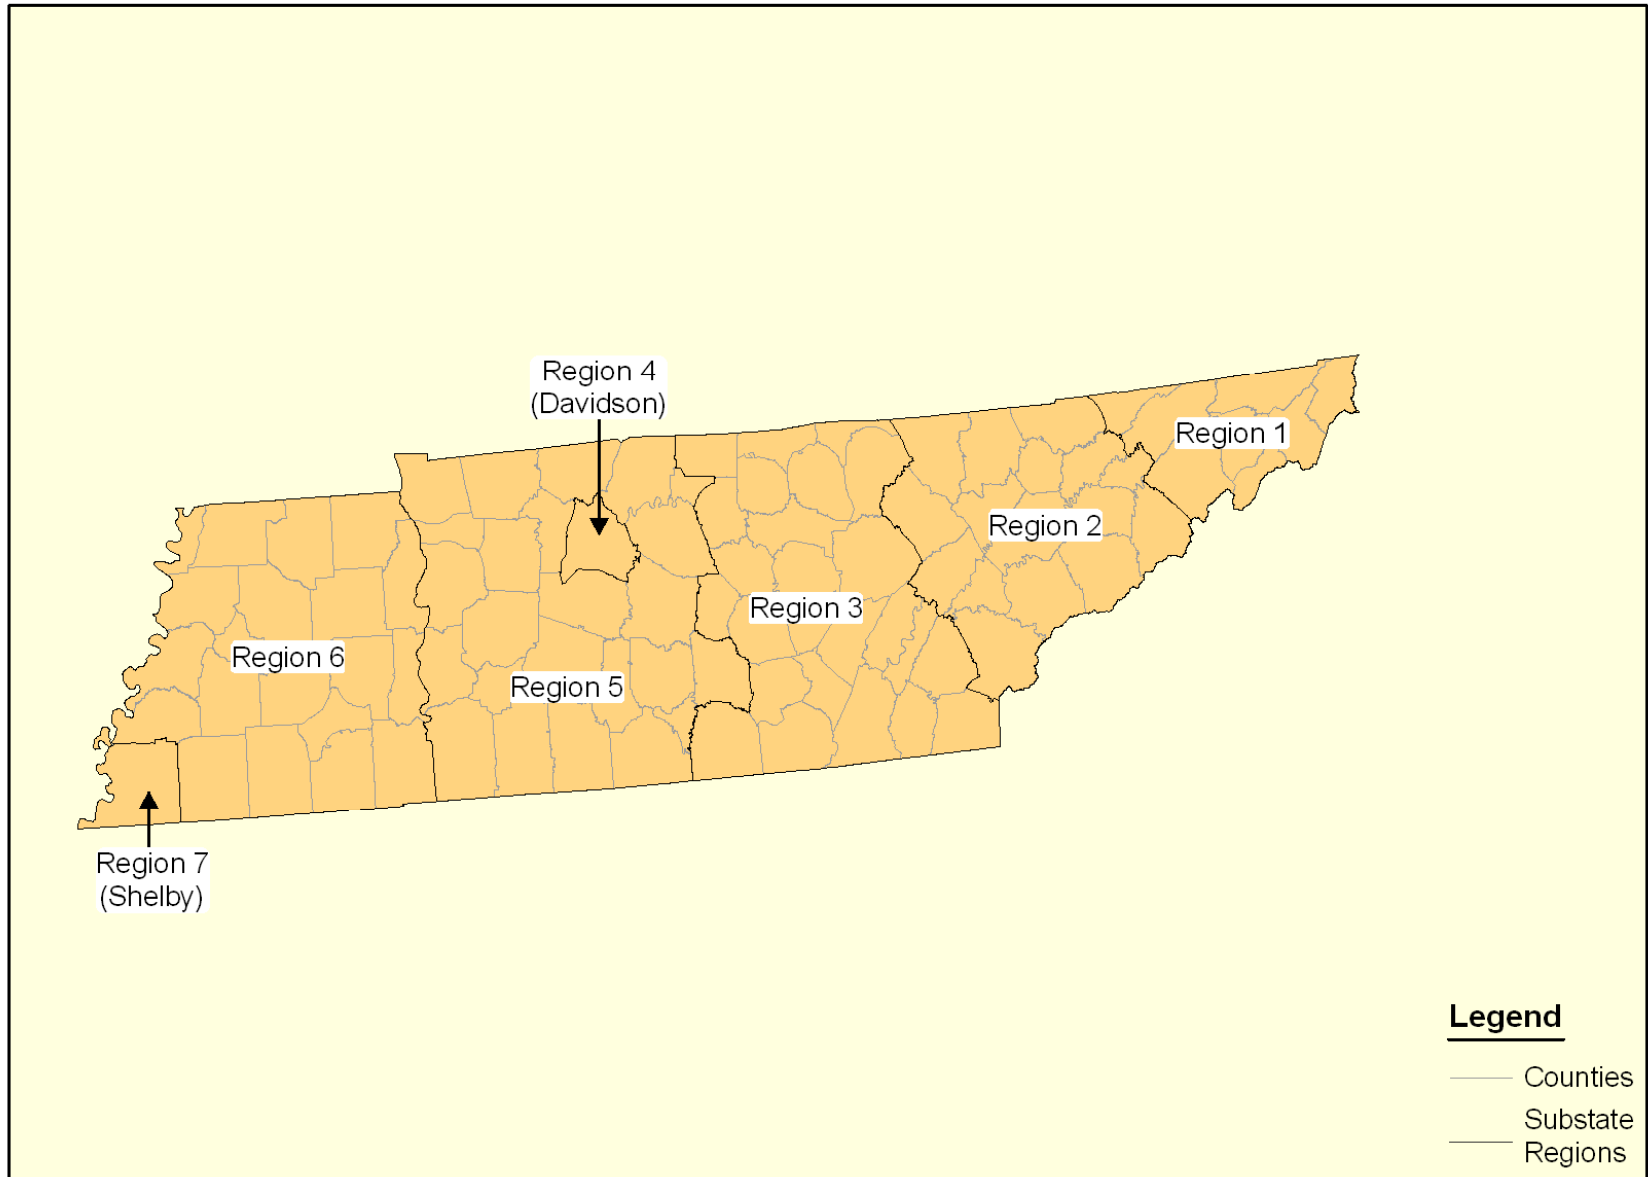 Region 4
(Davidson)
Region 1
Region 2
Region 3
Region 6
Region 5
Region 7
(Shelby)
Legend
Counties
Substate
Regions